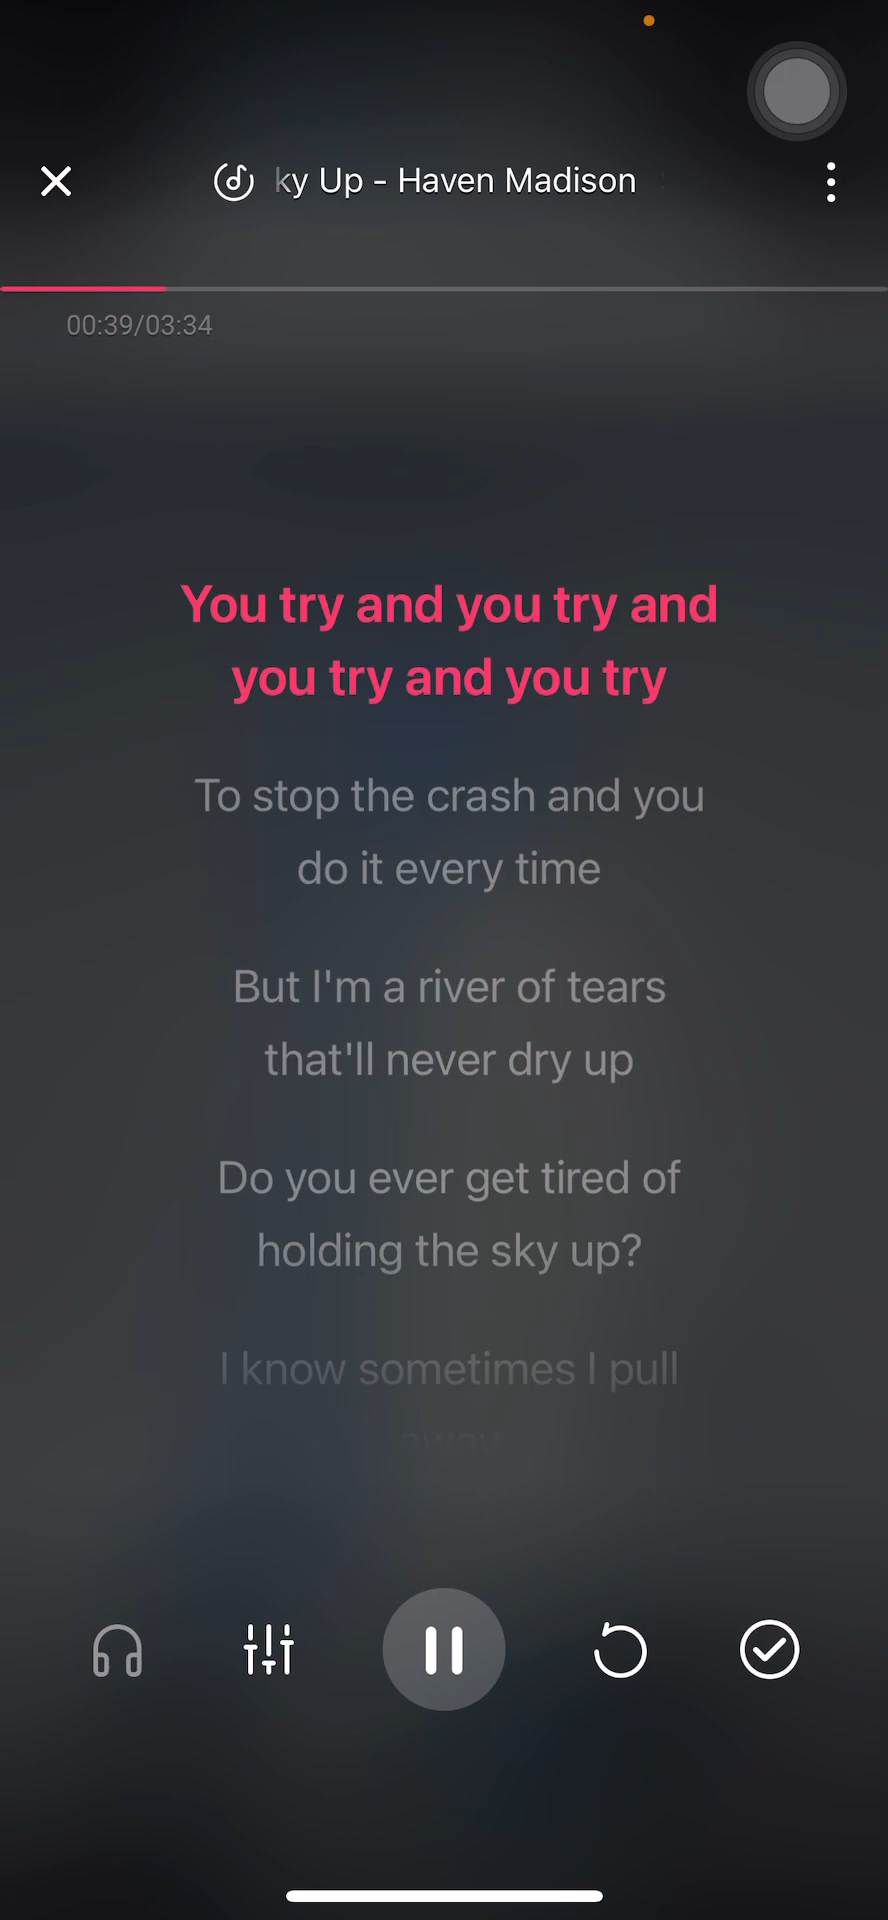 ky Up - Haven Madison
00:39/03:34
You try and you try and
you try and you try
To stop the crash and you
do it every time
But I'm a river of tears
that'll never dry up
Do you ever get tired of
holding the sky up?
I know sometimes I pull
away